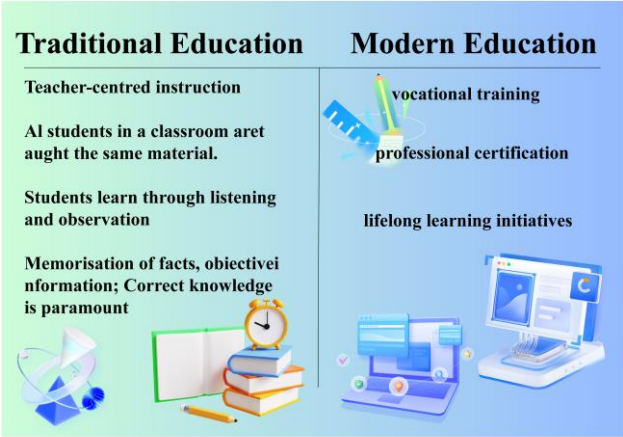 Traditional Education
Teacher-centred instruction
Al students in a classroom aret
aught the same material.
Students learn through listening
and observation
Memorisation of facts, obiectivei
nformation; Correct knowledge
is paramount
Modern Education
vocational training
professional certification
lifelong learning initiatives